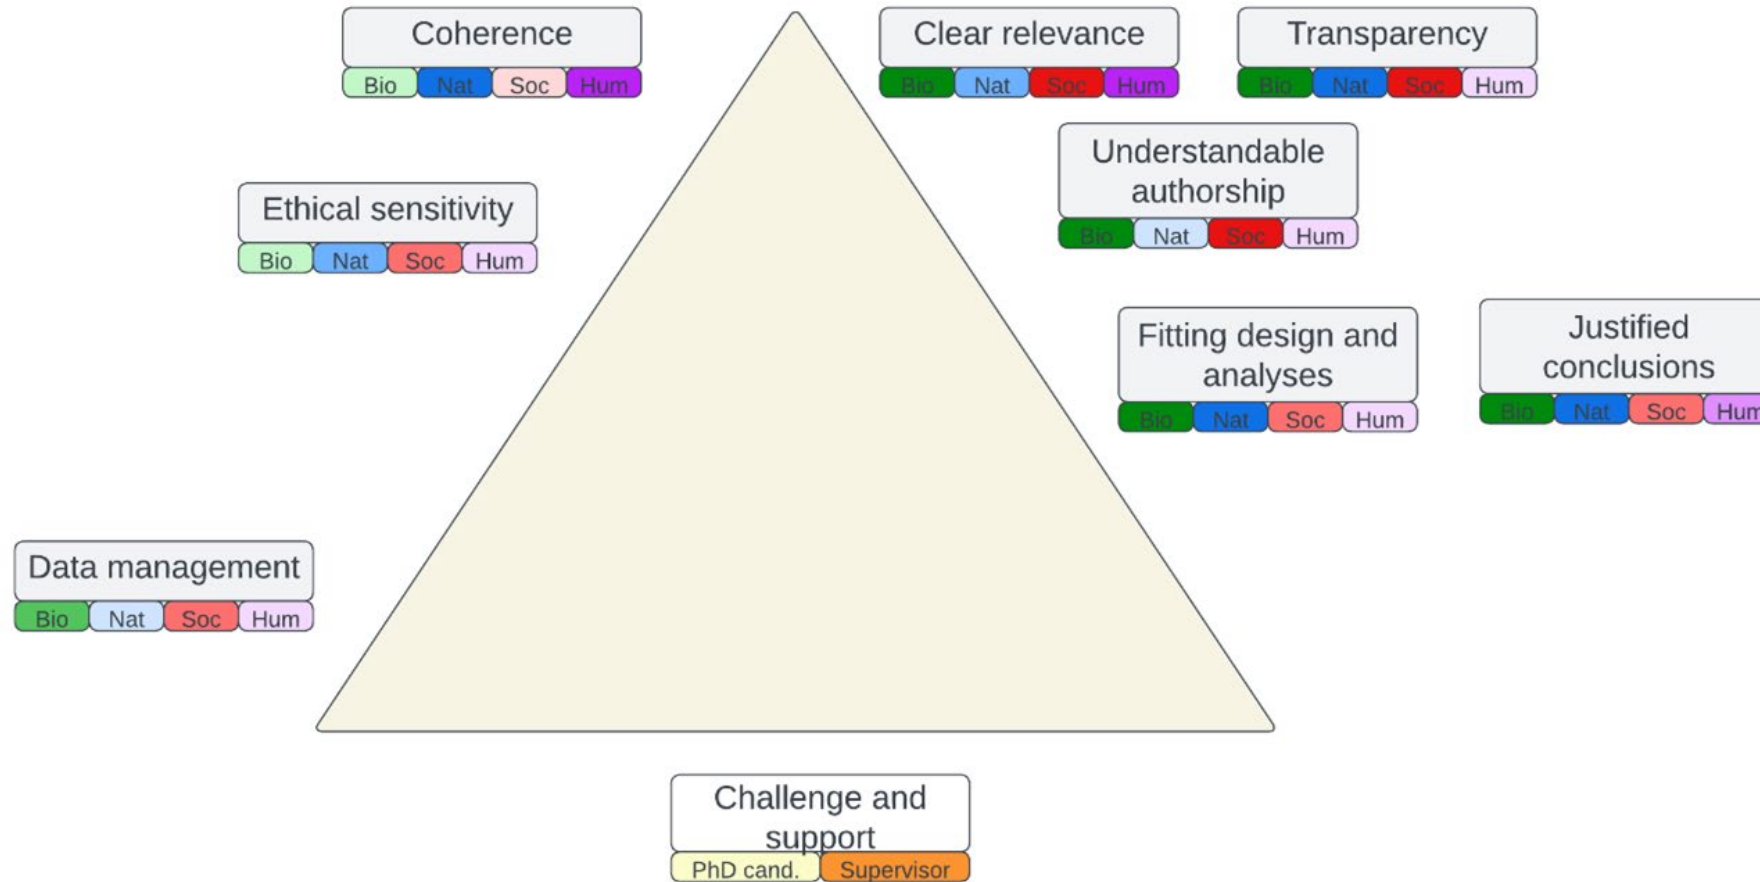 Coherence
Bio Nat Soc Hum
Clear relevance
Bio Nat Soc Hum
Transparency
Bio Nat Soc Hum
Understandable
authorship
Bio Nat Soc Hum
Ethical sensitivity
Bio Nat Soc Hum
Fitting design and
analyses
Bio Nat Soc Hum
Justified
conclusions
Bio Nat Soc Hum
Data management
Bio Nat Soc Hum
Challenge and
support
PhD cand. Supervisor